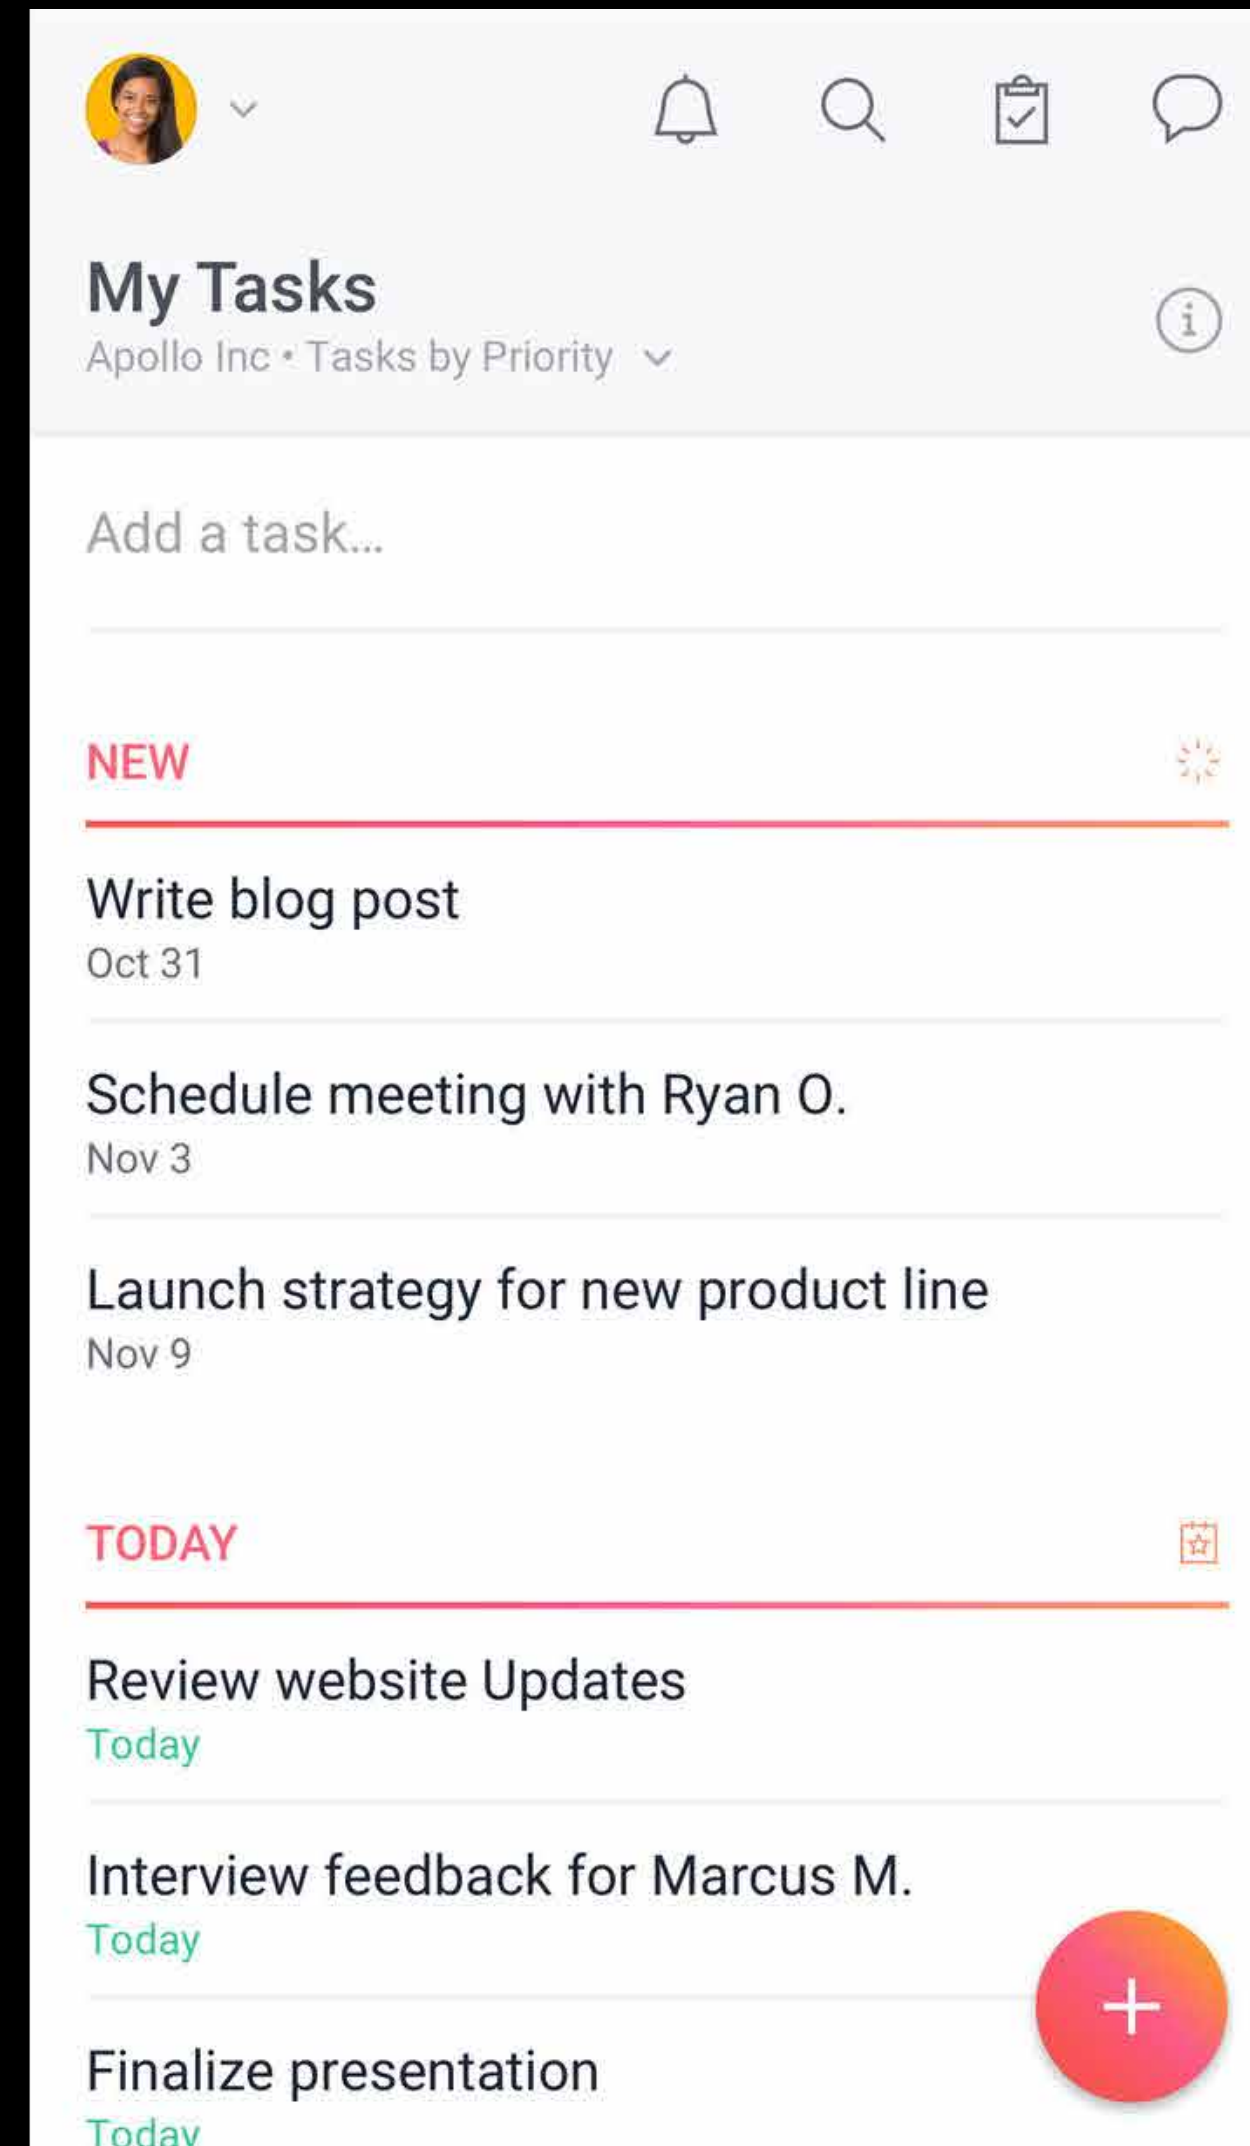 My Tasks
Apollo Inc • Tasks by Priority
Add a task...
NEW
Write blog post
Oct 31
Schedule meeting with Ryan O.
Nov 3
Launch strategy for new product line
Nov 9
TODAY
Review website Updates
Today
Interview feedback for Marcus M.
Today
Finalize presentation
Today